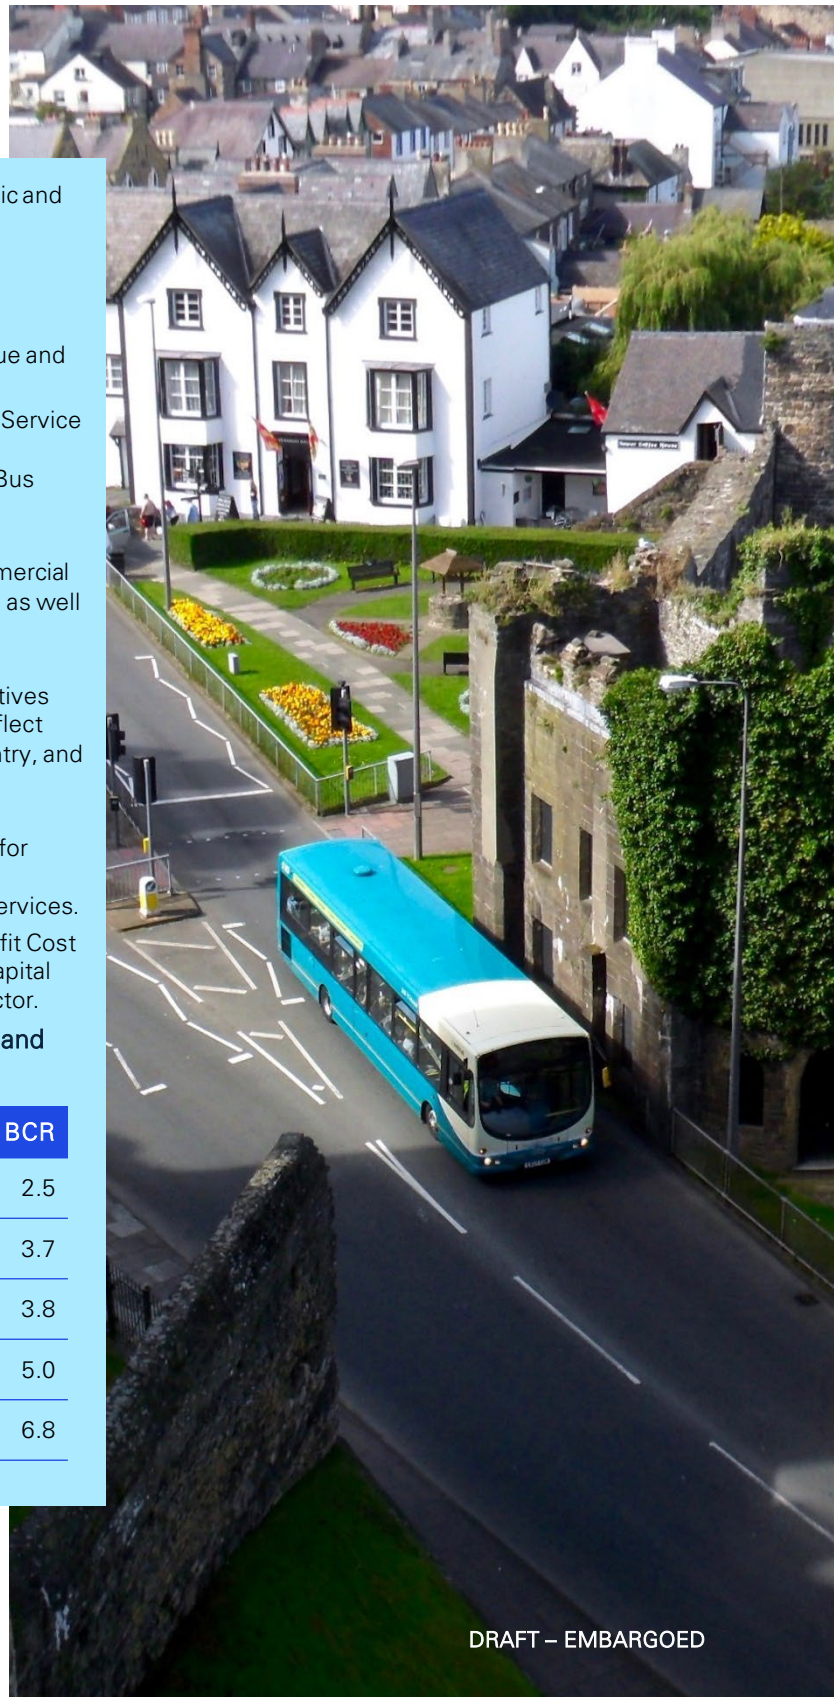 ic and
ue and
Service
Bus
mercial
as well
tives
flect
ntry, and
for
ervices.
fit Cost
apital
ctor.
and
BCR
2.5
3.7
3.8
5.0
6.8
DRAFT – EMBARGOED